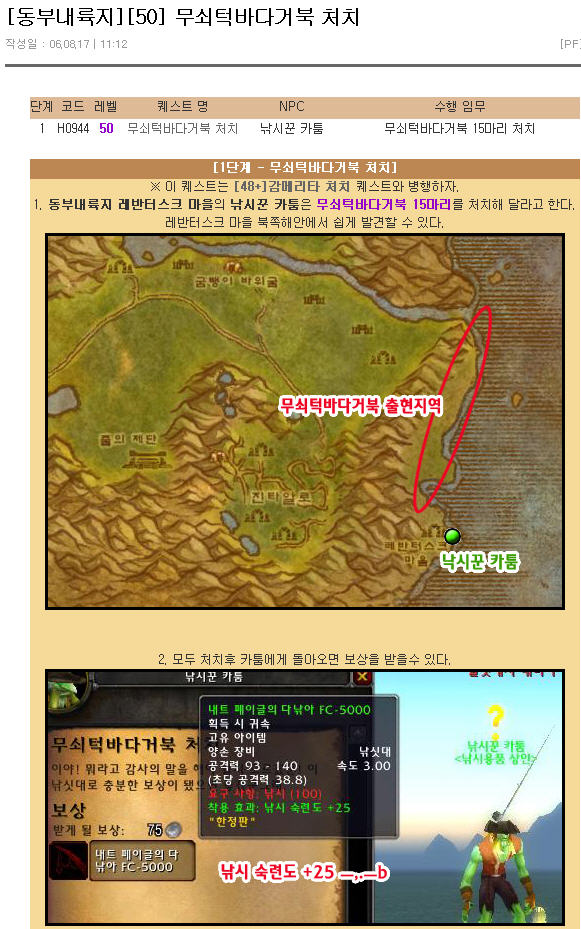 [동부내륙지][50] 무쇠턱바다거북 처치
작성일 : 06,08,17 | 11:12
[PF]
단계 코드 레벨 퀘스트 명 NPC 수행 임무
1 H0944 50 무쇠턱바다거북 처치 낚시꾼 카툼 무쇠턱바다거북 15마리 처치
[1단계 - 무쇠턱바다거북 처치]
※ 이 퀘스트는 [48+]감메리타 처치 퀘스트와 병행하자.
1. 동부내륙지 레반터스크 마을의 낚시꾼 카툼은 무쇠턱바다거북 15마리를 처치해 달라고 한다.
레반터스크 마을 북쪽해안에서 쉽게 발견할 수 있다.
굼뱅이 바위굴
무쇠턱바다거북 출현지역
줄의 제단
진타알로
레반터스크
마을
낚시꾼 카툼
2. 모두 처치후 카툼에게 돌아오면 보상을 받을수 있다.
낚시꾼 카툼
내트 페이글의 다낚아 FC-5000
획득 시 귀속
고유 아이템
양손 장비 낚싯대
공격력 93 - 140 속도 3.00
(초당 공격력 38.8)
요구 사항: 낚시 (100)
착용 효과: 낚시 숙련도 +25
"한정판"
무쇠턱바다거북 처
이야! 뭐라고 감사의 말을 이
낚싯대로 충분한 보상이 됐으
보상
받게 될 보상: 75
내트 페이글의 다
낚아 FC-5000
?
낚시꾼 카툼
<낚시용품 상인>
낚시 숙련도 +25 ㅡ,.ㅡb